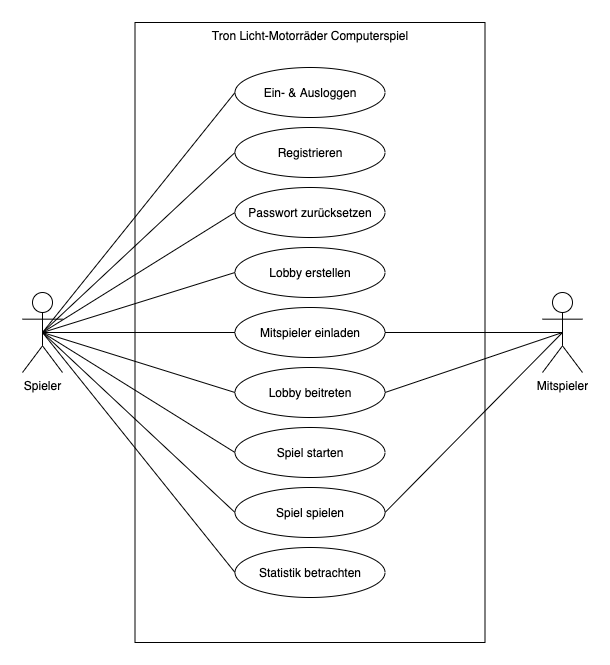 Tron Licht-Motorräder Computerspiel
Ein- & Ausloggen
Registrieren
Passwort zurücksetzen
Lobby erstellen
Mitspieler einladen
Lobby beitreten
Spiel starten
Spiel spielen
Statistik betrachten
Spieler
Mitspieler